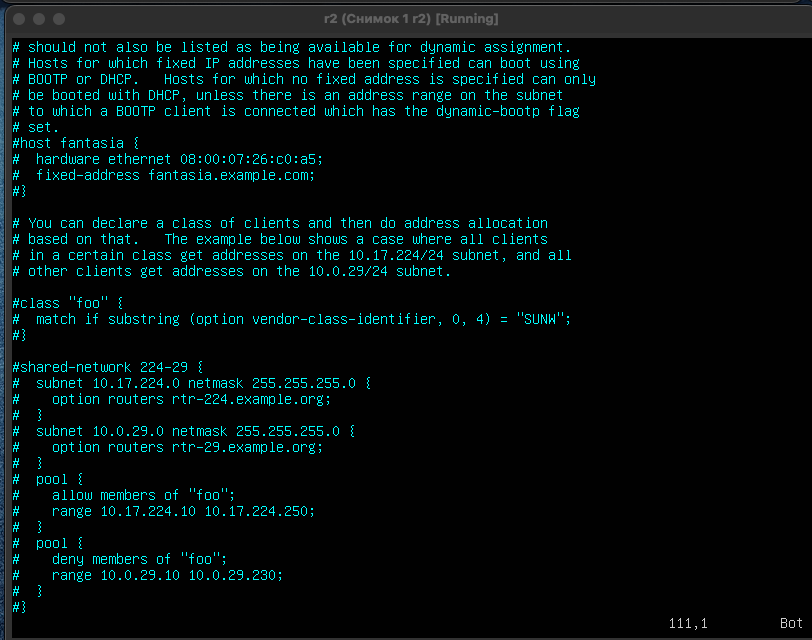 r2 (Снимок 1 r2) [Running]
# should not also be listed as being available for dynamic assignment.
# Hosts for which fixed IP addresses have been specified can boot using
# BOOTP or DHCP.   Hosts for which no fixed address is specified can only
# be booted with DHCP, unless there is an address range on the subnet
# to which a BOOTP client is connected which has the dynamic-bootp flag
# set.
#host fantasia {
#  hardware ethernet 08:00:07:26:c0:a5;
#  fixed-address fantasia.example.com;
#}

# You can declare a class of clients and then do address allocation
# based on that.   The example below shows a case where all clients
# in a certain class get addresses on the 10.17.224/24 subnet, and all
# other clients get addresses on the 10.0.29/24 subnet.

#class "foo" {
#  match if substring (option vendor-class-identifier, 0, 4) = "SUNW";
#}

#shared-network 224-29 {
#  subnet 10.17.224.0 netmask 255.255.255.0 {
#    option routers rtr-224.example.org;
#  }
#  subnet 10.0.29.0 netmask 255.255.255.0 {
#    option routers rtr-29.example.org;
#  }
#  pool {
#    allow members of "foo";
#    range 10.17.224.10 10.17.224.250;
#  }
#  pool {
#    deny members of "foo";
#    range 10.0.29.10 10.0.29.230;
#  }
#}
111,1 Bot